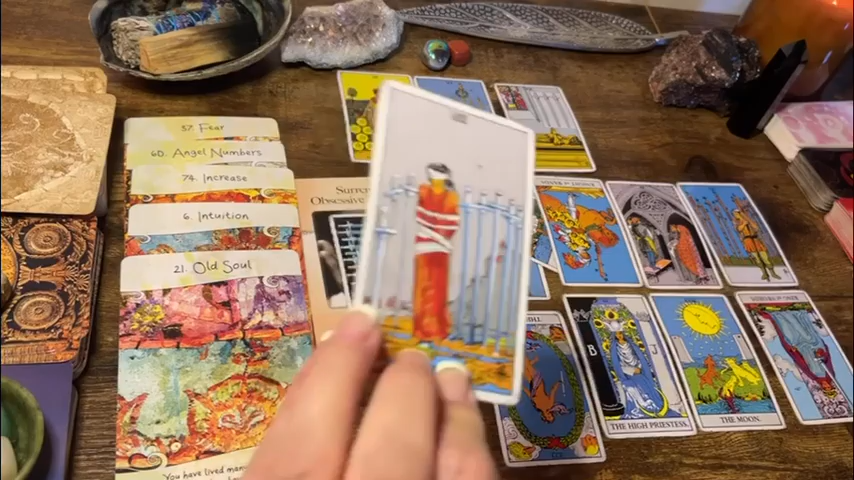 57. Fear
60. Angel Numbers
74. Increase
6. Intuition
21. Old Soul
You have lived
Surre
Obsessive
B
J
THE HIGH PRIESTESS.
THE MOON.